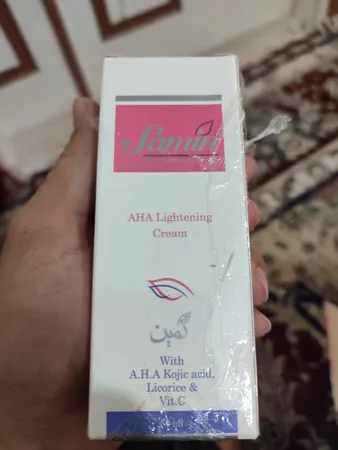 Samin
AHA Lightening
Cream
ثمین
With
A.H.A Kojic acid,
Licorice &
Vit.C